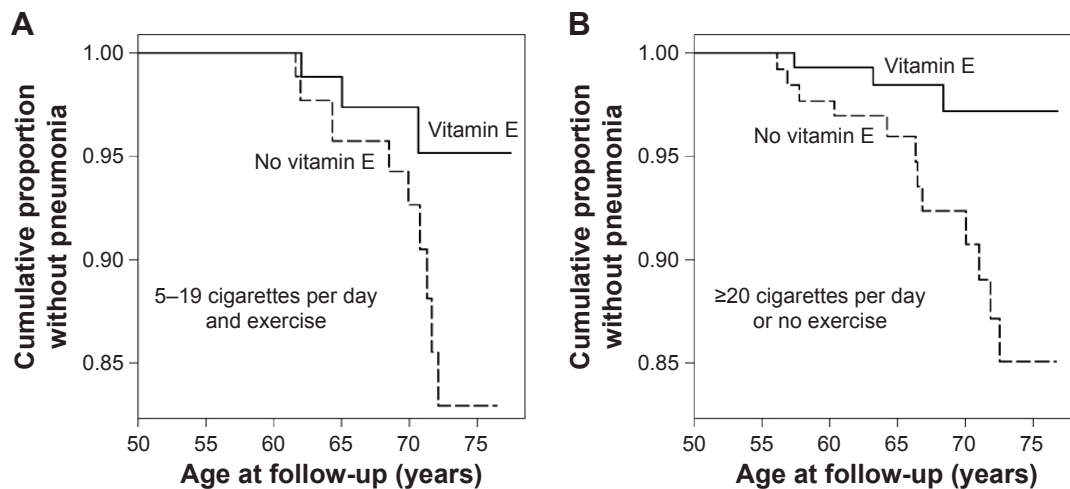 A
Cumulative proportion
without pneumonia
1.00
0.95
0.90
0.85
Vitamin E
No vitamin E
5–19 cigarettes per day
and exercise
50 55 60 65 70 75
Age at follow-up (years)
B
Cumulative proportion
without pneumonia
1.00
0.95
0.90
0.85
Vitamin E
No vitamin E
≥20 cigarettes per day
or no exercise
50 55 60 65 70 75
Age at follow-up (years)